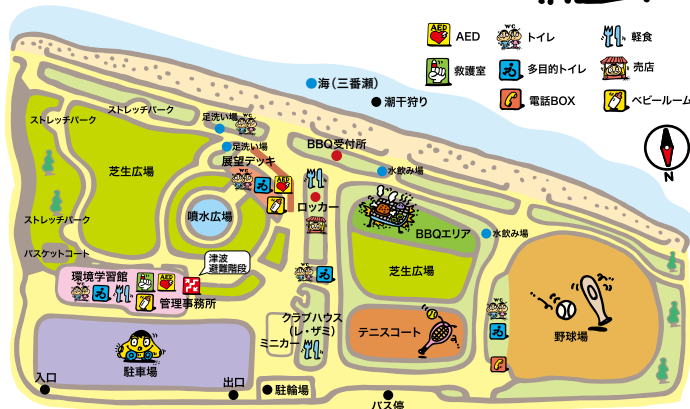 AED
トイレ
軽食
救護室
多目的トイレ
売店
電話BOX
ベビールーム
N
海(三番瀬)
潮干狩り
ストレッチパーク
ストレッチパーク
足洗い場
WC
足洗い場
展望デッキ
BBQ受付所
水飲み場
芝生広場
噴水広場
ロッカー
ストレッチパーク
BBQエリア
水飲み場
バスケットコート
津波
避難階段
芝生広場
環境学習館
管理事務所
クラブハウス
(レ・ザミ)
ミニカー
テニスコート
野球場
駐車場
入口
出口
駐輪場
バス停